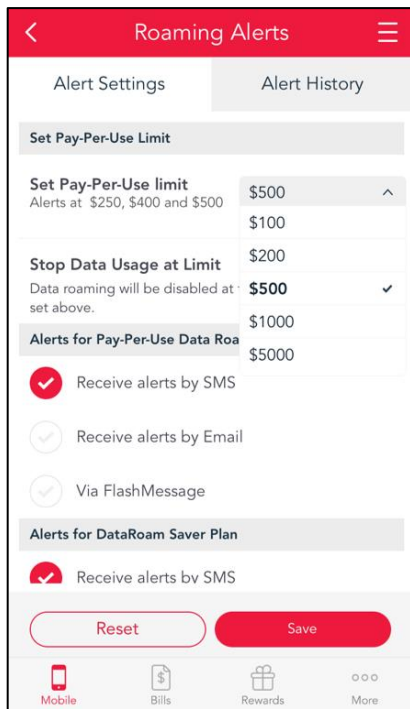 Roaming Alerts
Alert Settings
Alert History
Set Pay-Per-Use Limit
Set Pay-Per-Use limit
Alerts at $250, $400 and $500
$500
$100
$200
$500
$1000
$5000
Stop Data Usage at Limit
Data roaming will be disabled at
set above.
Alerts for Pay-Per-Use Data Roa
Receive alerts by SMS
Receive alerts by Email
Via FlashMessage
Alerts for DataRoam Saver Plan
Receive alerts by SMS
Reset
Save
Mobile
Bills
Rewards
More